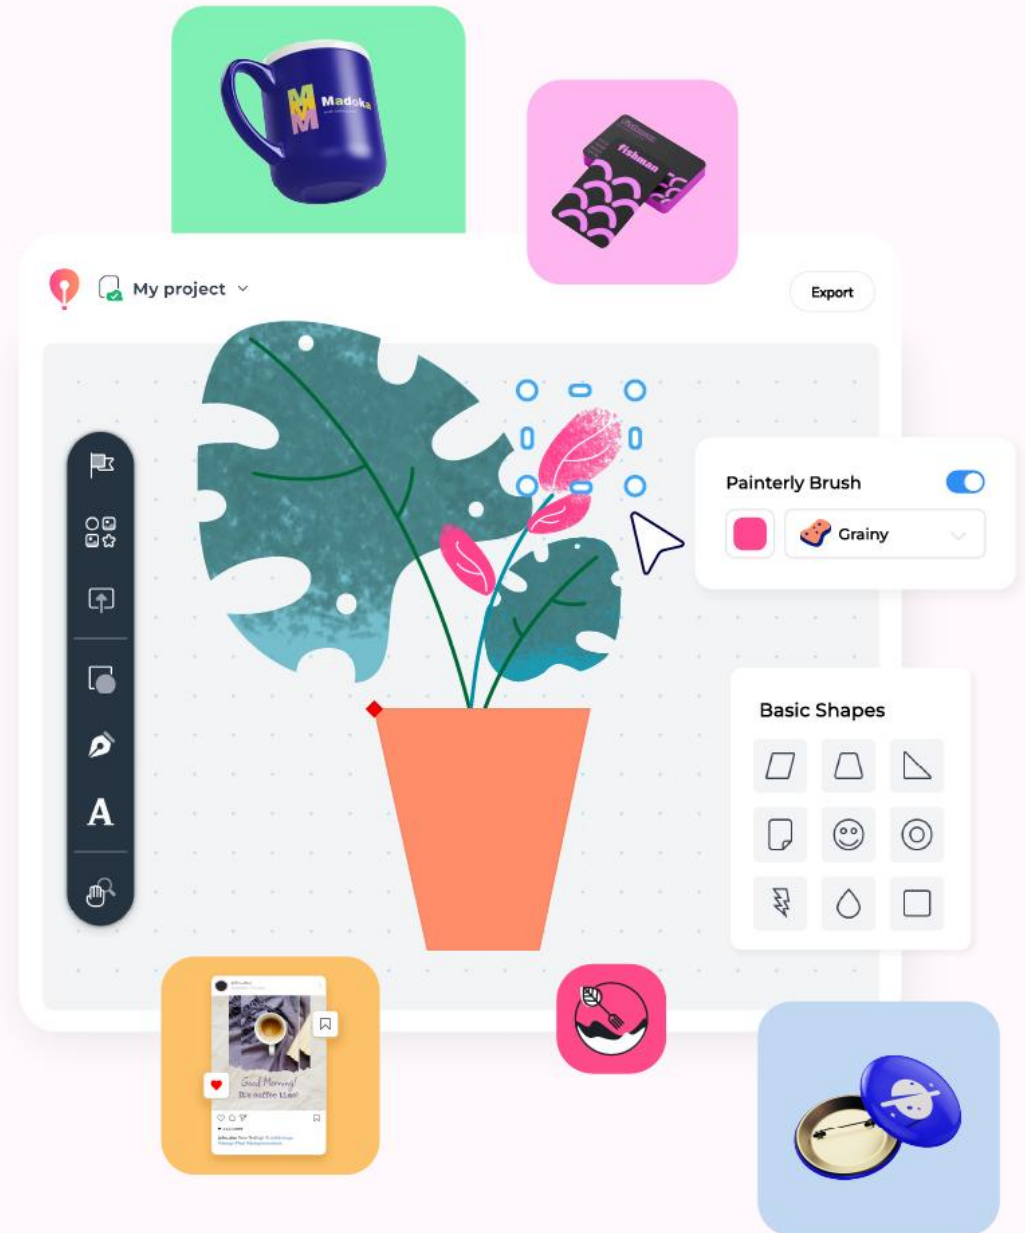 Madoka
fishman
My project
Export
Painterly Brush
Grainy
Basic Shapes
A
Good Morning!
It's coffee time!